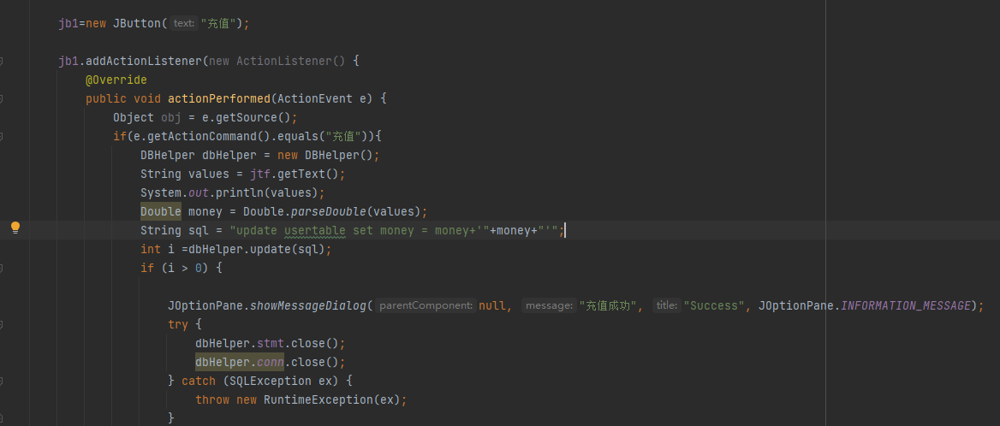 jb1=new JButton( text: "充值");
jb1.addActionListener(new ActionListener() {
@Override
public void actionPerformed(ActionEvent e) {
Object obj = e.getSource();
if(e.getActionCommand().equals("充值")){
DBHelper dbHelper = new DBHelper();
String values = jtf.getText();
System.out.println(values);
Double money = Double.parseDouble(values);
String sql = "update usertable set money = money+'"+money+"'";
int i =dbHelper.update(sql);
if (i > 0) {
JOptionPane.showMessageDialog( parentComponent: null, message: "充值成功", title: "Success", JOptionPane.INFORMATION_MESSAGE);
try {
dbHelper.stmt.close();
dbHelper.conn.close();
} catch (SQLException ex) {
throw new RuntimeException(ex);
}